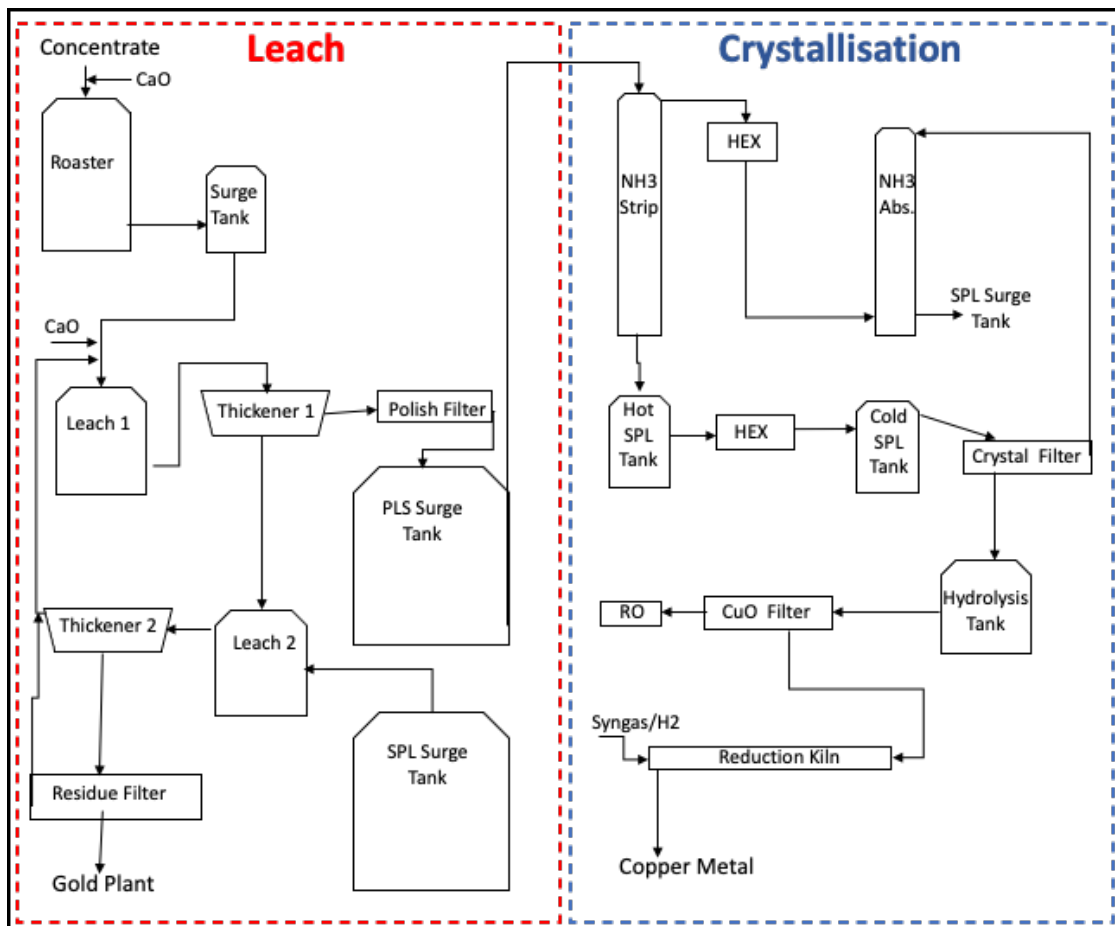 Leach
Concentrate
CaO
Roaster
Surge
Tank
CaO
Leach 1
Thickener 1
Polish Filter
PLS Surge
Tank
Thickener 2
Leach 2
SPL Surge
Tank
Residue Filter
Gold Plant
Crystallisation
NH3
Strip
HEX
NH3
Abs.
SPL Surge
Tank
Hot
SPL
Tank
HEX
Cold
SPL
Tank
Crystal Filter
Hydrolysis
Tank
CuO Filter
RO
Syngas/H2
Reduction Kiln
Copper Metal